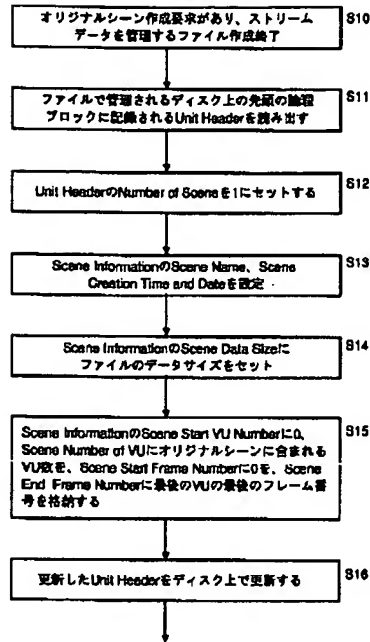 オリジナルシーン作成要求があり、ストリーム
データを管理するファイル作成終了
S10
ファイルで管理されるディスク上の先頭の論理
ブロックに記録されるUnit Headerを読み出す
S11
Unit HeaderのNumber of Sceneを1にセットする
S12
Scene InformationのScene Name、Scene
Creation Time and Dateを設定
S13
Scene InformationのScene Data Sizeに
ファイルのデータサイズをセット
S14
Scene InformationのScene Start VU Numberに0、
Scene Number of VUにオリジナルシーンに含まれる
VU数を、Scene Start Frame Numberに0を、Scene
End Frame Numberに最後のVUの最後のフレーム番
号を格納する
S15
更新したUnit Headerをディスク上で更新する
S16